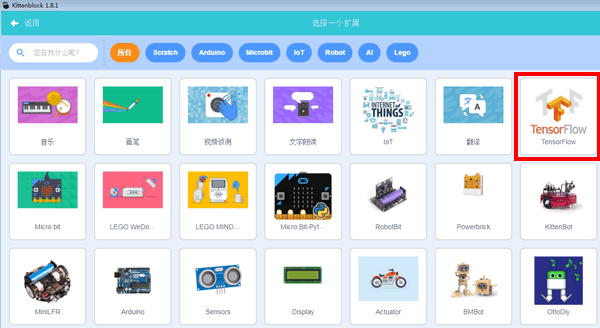 Kittenblock 1.8.1
返回
选择一个扩展
您在找什么呢?
所有
Scratch
Arduino
Microbit
IoT
Robot
AI
Lego
音乐
画笔
视频侦测
文字朗读
INTERNET of THINGS
IoT
文 A
翻译
TensorFlow
TensorFlow
Micro:bit
LEGO WeDo...
LEGO MIND...
Micro Bit-Pyt...
RobotBit
Powerbrick
KittenBot
MiniLFR
Arduino
Sensors
Display
Actuator
BMBot
OttoDiy